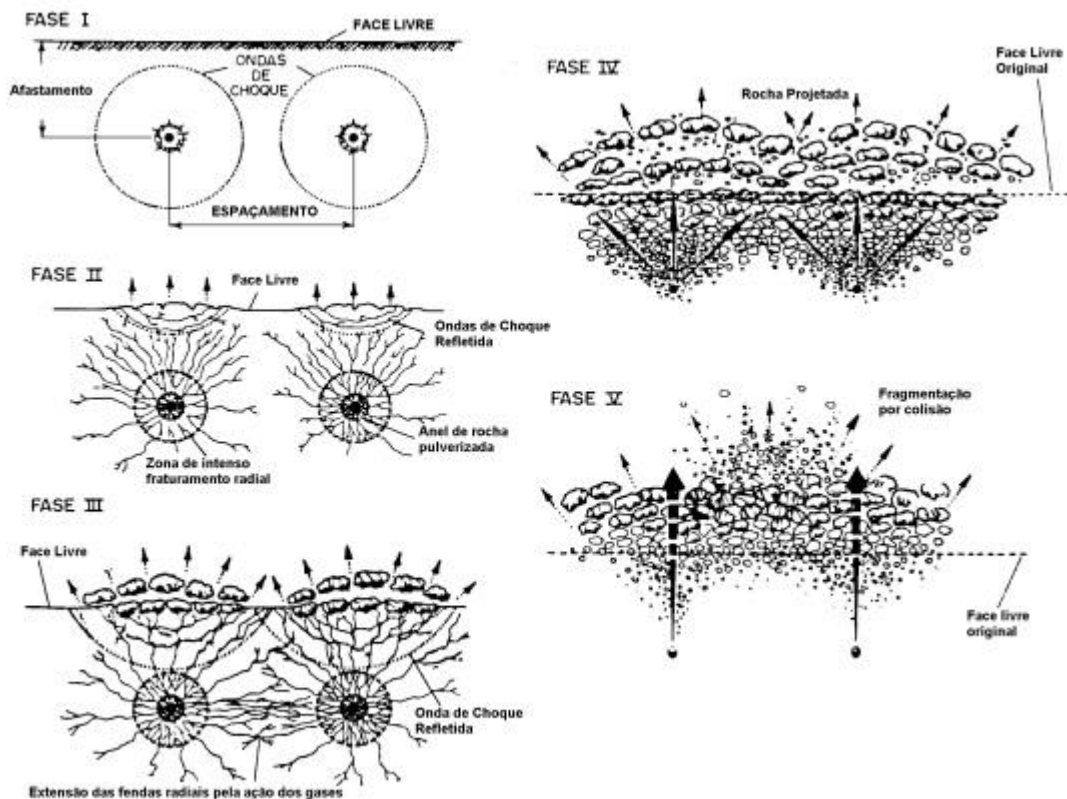 FASE I
FACE LIVRE
ONDAS
DE
CHOQUE
Afastamento
ESPAÇAMENTO
FASE II
Face Livre
Ondas de Choque
Refletida
Anel de rocha
pulverizada
Zona de intenso
fraturamento radial
FASE III
Face Livre
Onda de Choque
Refletida
Extensão das fendas radiais pela ação dos gases
FASE IV
Face Livre
Original
Rocha Projetada
FASE V
Fragmentação
por colisão
Face livre
original